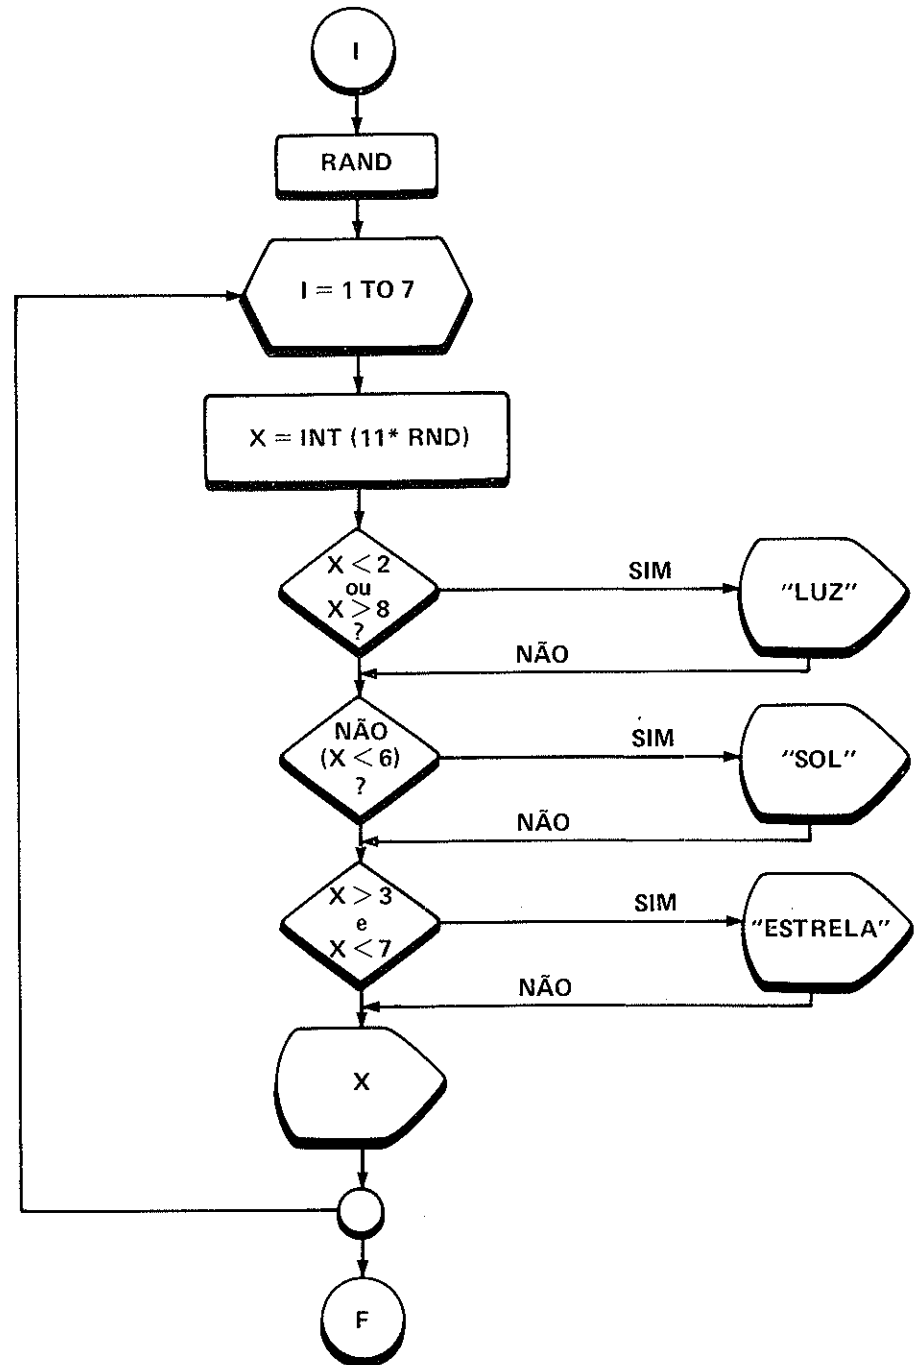 I
RAND
I = 1 TO 7
X = INT (11* RND)
X < 2
ou
X > 8
?
SIM
"LUZ"
NÃO
NÃO
(X < 6)
?
SIM
"SOL"
NÃO
X > 3
e
X < 7
SIM
"ESTRELA"
NÃO
X
F